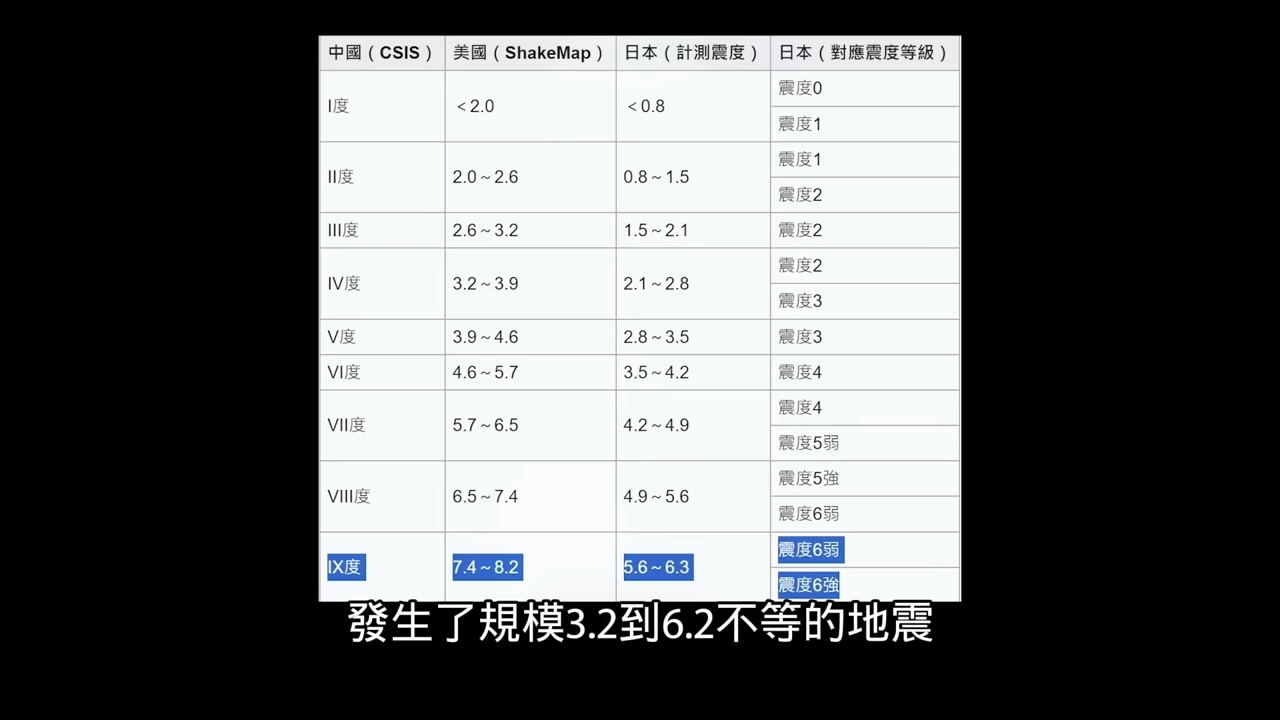 中國（CSIS） 美國（ShakeMap） 日本（計測震度） 日本（對應震度等級）
I度 ＜2.0 ＜0.8 震度0
震度1
II度 2.0～2.6 0.8～1.5 震度1
震度2
III度 2.6～3.2 1.5～2.1 震度2
IV度 3.2～3.9 2.1～2.8 震度2
震度3
V度 3.9～4.6 2.8～3.5 震度3
VI度 4.6～5.7 3.5～4.2 震度4
VII度 5.7～6.5 4.2～4.9 震度4
震度5弱
VIII度 6.5～7.4 4.9～5.6 震度5強
震度6弱
IX度 7.4～8.2 5.6～6.3 震度6弱
震度6強
發生了規模3.2到6.2不等的地震